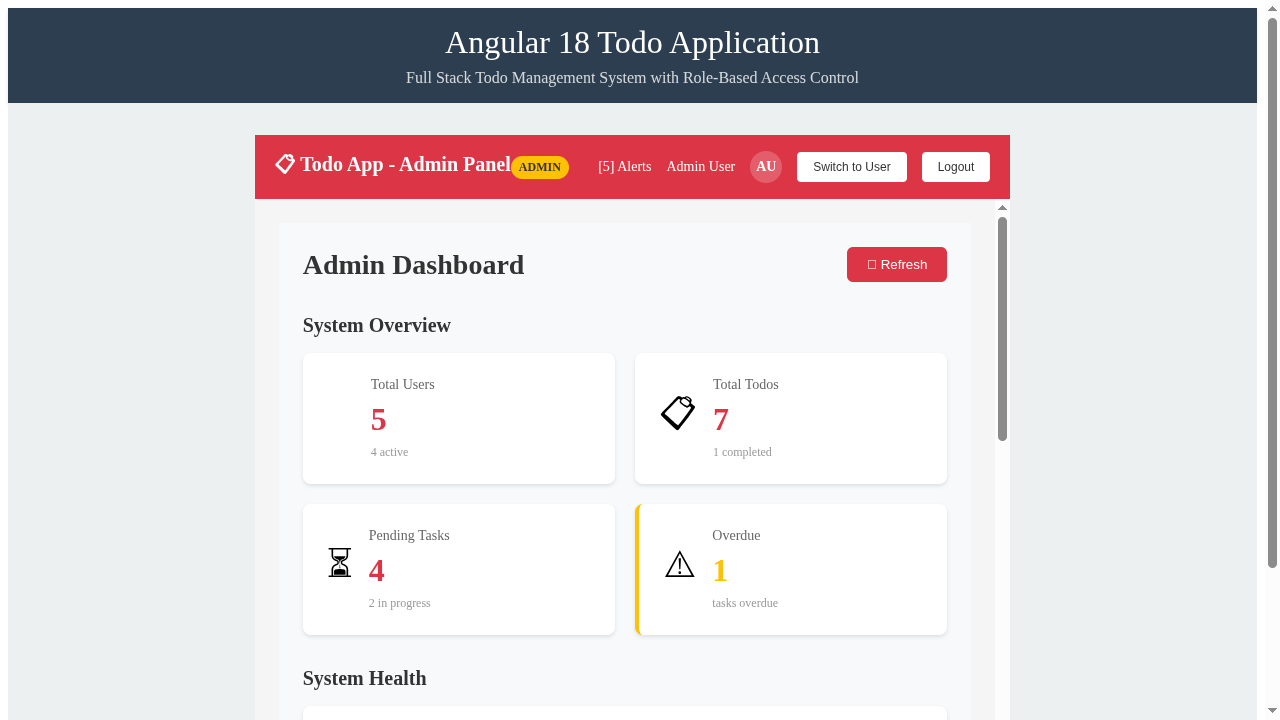 Angular 18 Todo Application
Full Stack Todo Management System with Role-Based Access Control
Todo App - Admin Panel ADMIN [5] Alerts Admin User AU Switch to User Logout
Admin Dashboard
Refresh
System Overview
Total Users
5
4 active
Total Todos
7
1 completed
Pending Tasks
4
2 in progress
Overdue
1
tasks overdue
System Health